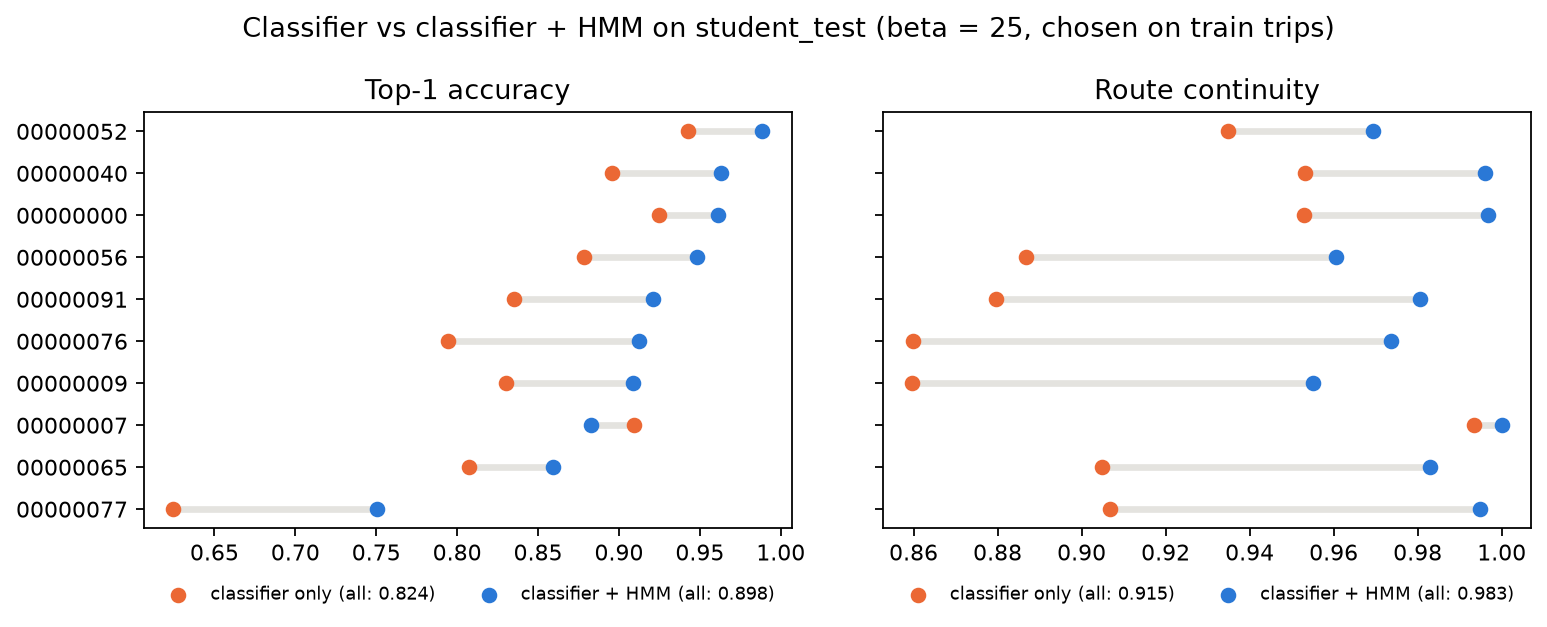 Classifier vs classifier + HMM on student_test (beta = 25, chosen on train trips)
Top-1 accuracy
00000052
00000040
00000000
00000056
00000091
00000076
00000009
00000007
00000065
00000077
0.65 0.70 0.75 0.80 0.85 0.90 0.95 1.00
classifier only (all: 0.824) classifier + HMM (all: 0.898)
Route continuity
0.86 0.88 0.90 0.92 0.94 0.96 0.98 1.00
classifier only (all: 0.915) classifier + HMM (all: 0.983)